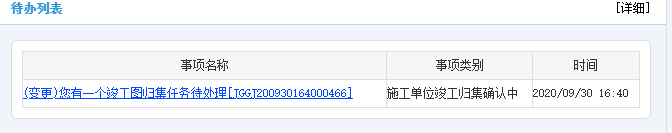 待办列表 [详细]
事项名称 事项类别 时间
(变更)您有一个竣工图归集任务待处理[JGGJ200930164000466] 施工单位竣工归集确认中 2020/09/30 16:40